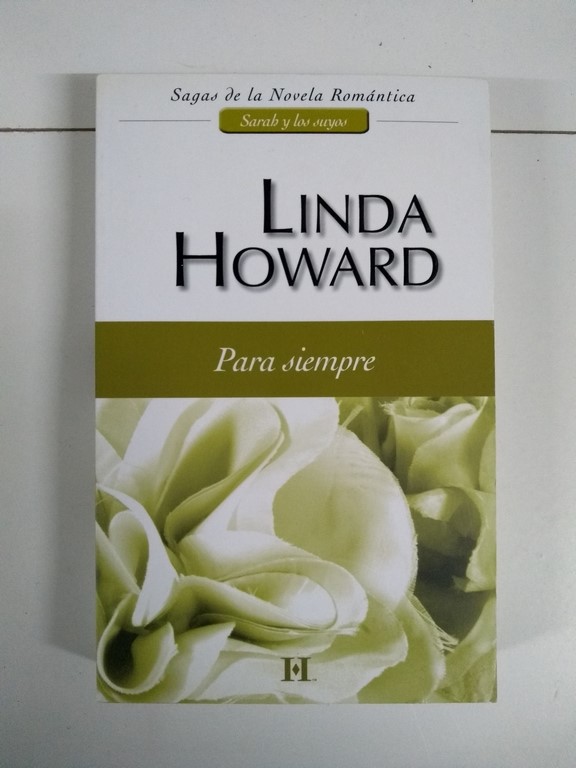 Sagas de la Novela Romántica
Sarah y los suyos
LINDA
HOWARD
Para siempre
H